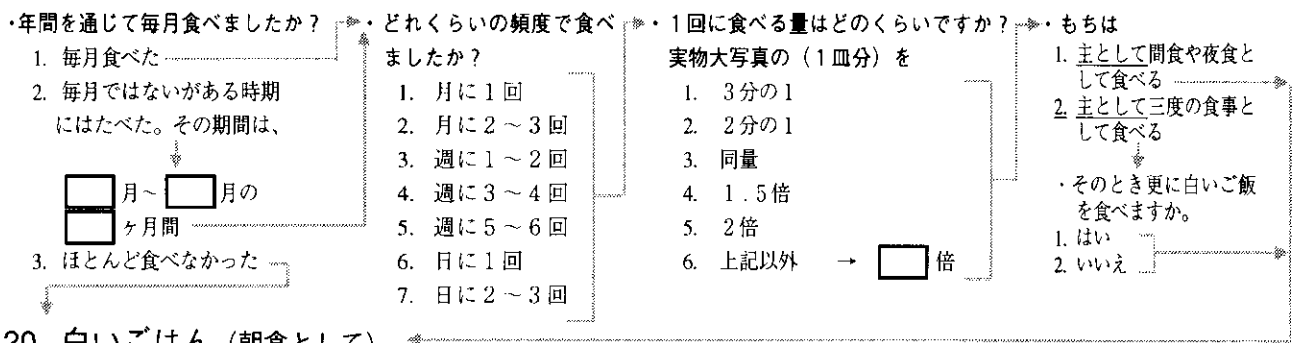 ・年間を通じて毎月食べましたか？
1. 毎月食べた
2. 毎月ではないがある時期
にはたべた。その期間は、
月～ 月の
ヶ月間
3. ほとんど食べなかった
・どれくらいの頻度で食べ
ましたか？
1. 月に1回
2. 月に2～3回
3. 週に1～2回
4. 週に3～4回
5. 週に5～6回
6. 日に1回
7. 日に2～3回
・1回に食べる量はどのくらいですか？
実物大写真の（1皿分）を
1. 3分の1
2. 2分の1
3. 同量
4. 1.5倍
5. 2倍
6. 上記以外 → 倍
・もちは
1. 主として間食や夜食と
して食べる
2. 主として三度の食事と
して食べる
・そのとき更に白いご飯
を食べますか。
1. はい
2. いいえ
20 白いごはん（朝食として）